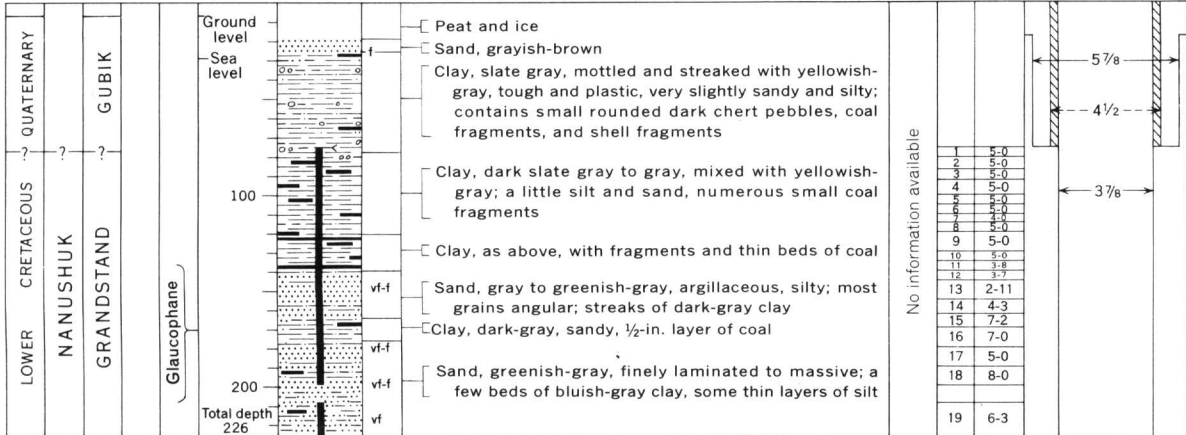 QUATERNARY
GUBIK
?
?
?
LOWER CRETACEOUS
NANUSHUK
GRANDSTAND
Glaucophane
Ground level
Sea level
100
200
Total depth
226
f
vf-f
vf-f
vf-f
vf
Peat and ice
Sand, grayish-brown
Clay, slate gray, mottled and streaked with yellowish-
gray, tough and plastic, very slightly sandy and silty;
contains small rounded dark chert pebbles, coal
fragments, and shell fragments
Clay, dark slate gray to gray, mixed with yellowish-
gray; a little silt and sand, numerous small coal
fragments
Clay, as above, with fragments and thin beds of coal
Sand, gray to greenish-gray, argillaceous, silty; most
grains angular; streaks of dark-gray clay
Clay, dark-gray, sandy, ½-in. layer of coal
Sand, greenish-gray, finely laminated to massive; a
few beds of bluish-gray clay, some thin layers of silt
No information available
1 5-0
2 5-0
3 5-0
4 5-0
5 5-0
6 5-0
7 4-0
8 5-0
9 5-0
10 5-0
11 3-8
12 3-7
13 2-11
14 4-3
15 7-2
16 7-0
17 5-0
18 8-0
19 6-3
5 7/8
4 1/2
3 7/8